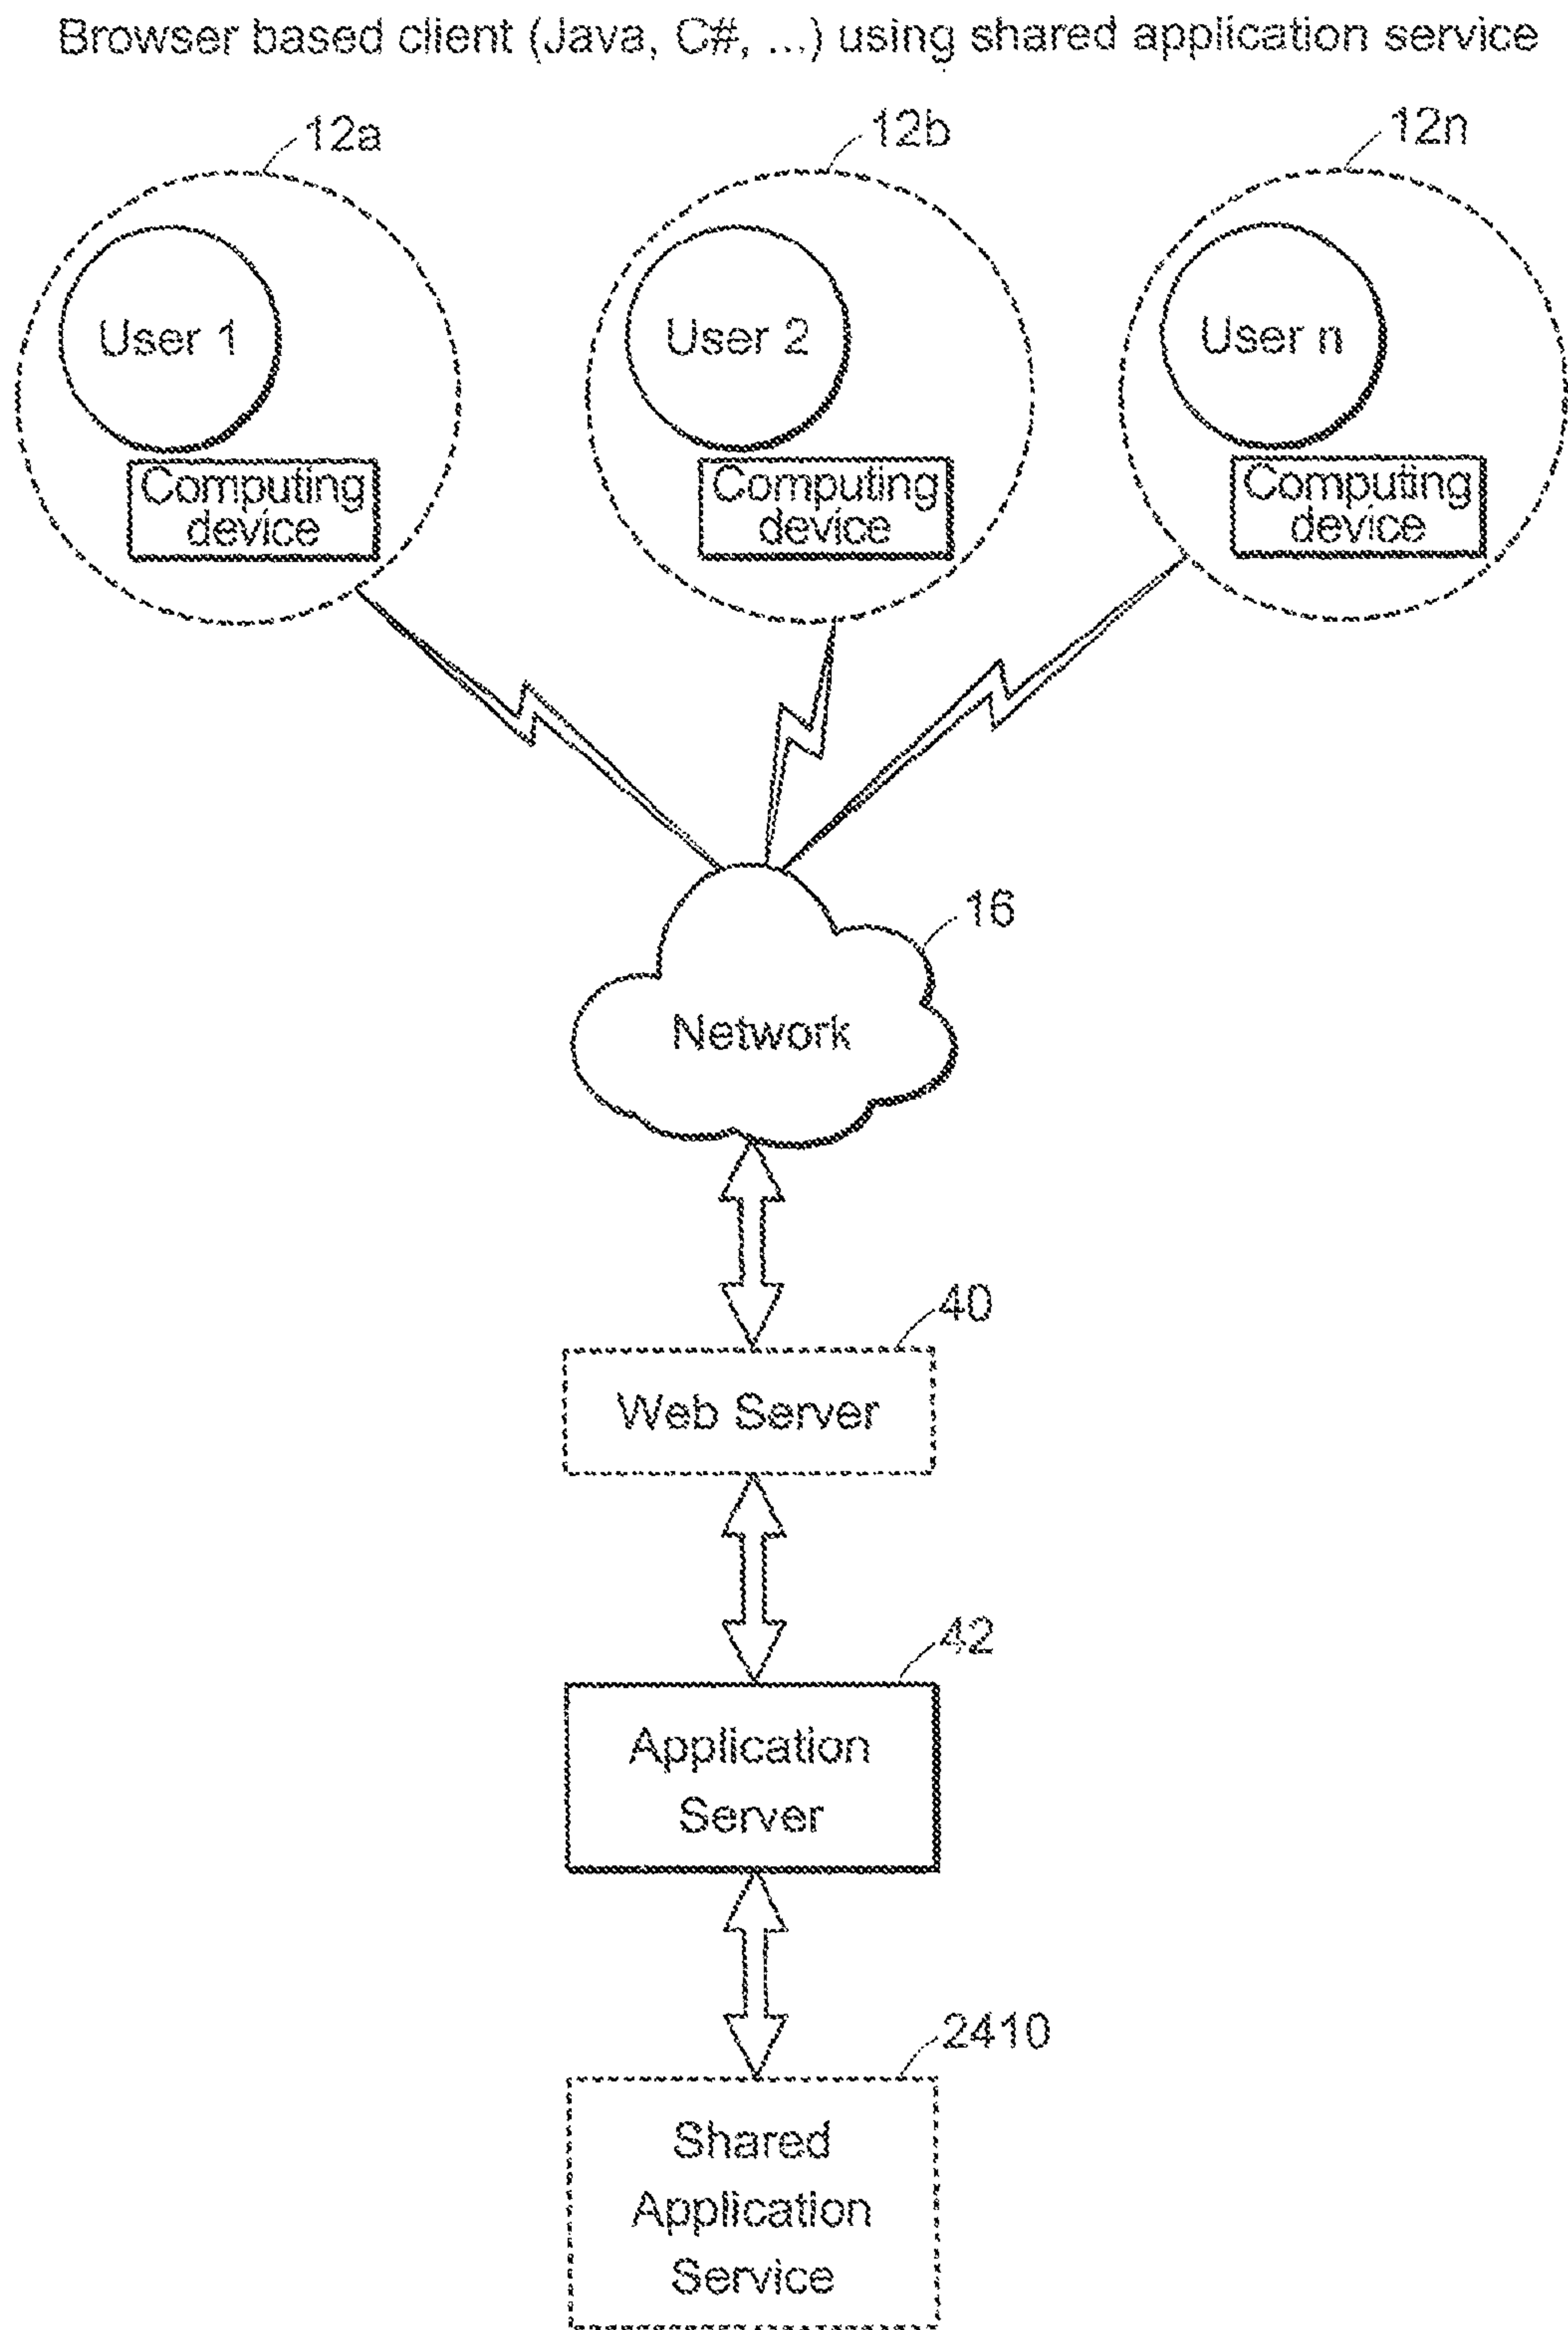 Browser based client (Java, C#, ...) using shared application service
12a
12b
12n
User 1
User 2
User n
Computing
device
Computing
device
Computing
device
16
Network
40
Web Server
42
Application
Server
2410
Shared
Application
Service